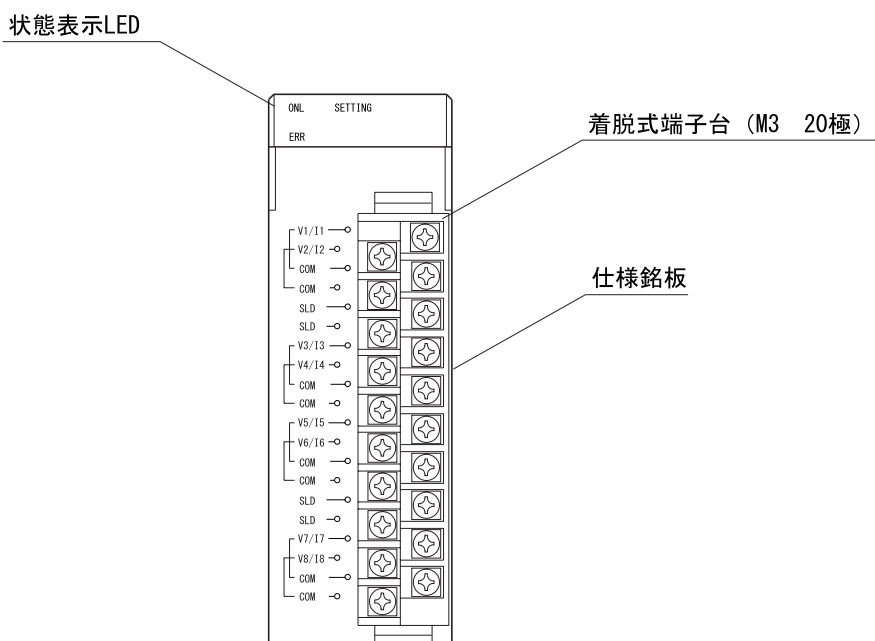 状態表示LED
ONL SETTING
ERR
着脱式端子台 (M3 20極)
V1/I1
V2/I2
COM
COM
SLD
SLD
V3/I3
V4/I4
COM
COM
V5/I5
V6/I6
COM
COM
SLD
SLD
V7/I7
V8/I8
COM
COM
仕様銘板